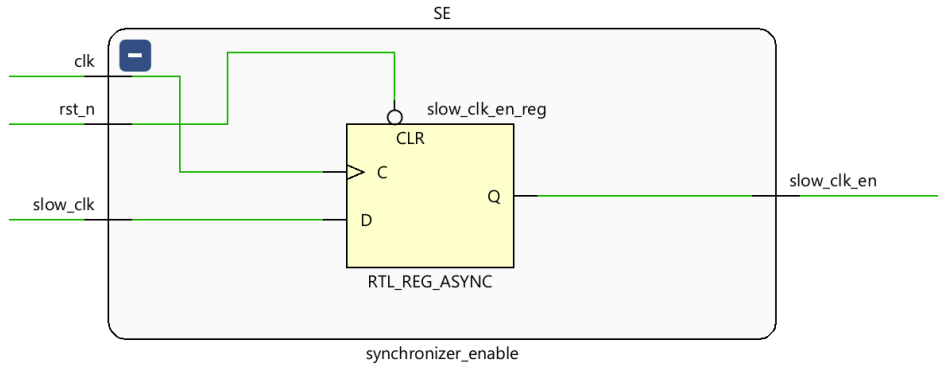 SE
clk
rst_n
slow_clk_en_reg
CLR
C
slow_clk_en
Q
slow_clk
D
RTL_REG_ASYNC
synchronizer_enable